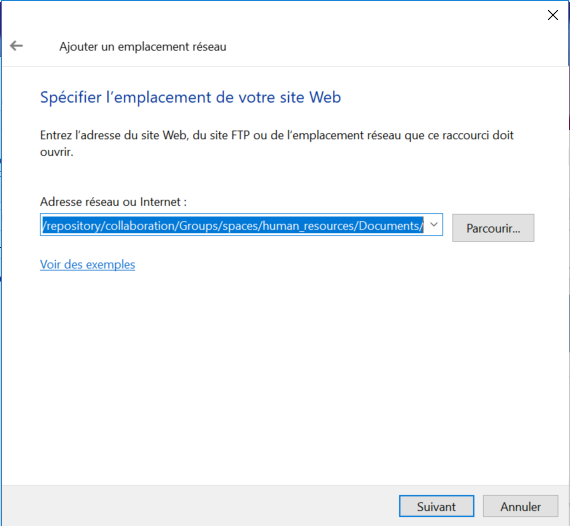 Ajouter un emplacement réseau
Spécifier l’emplacement de votre site Web
Entrez l’adresse du site Web, du site FTP ou de l’emplacement réseau que ce raccourci doit
ouvrir.
Adresse réseau ou Internet :
/repository/collaboration/Groups/spaces/human_resources/Documents/
Parcourir...
Voir des exemples
Suivant
Annuler